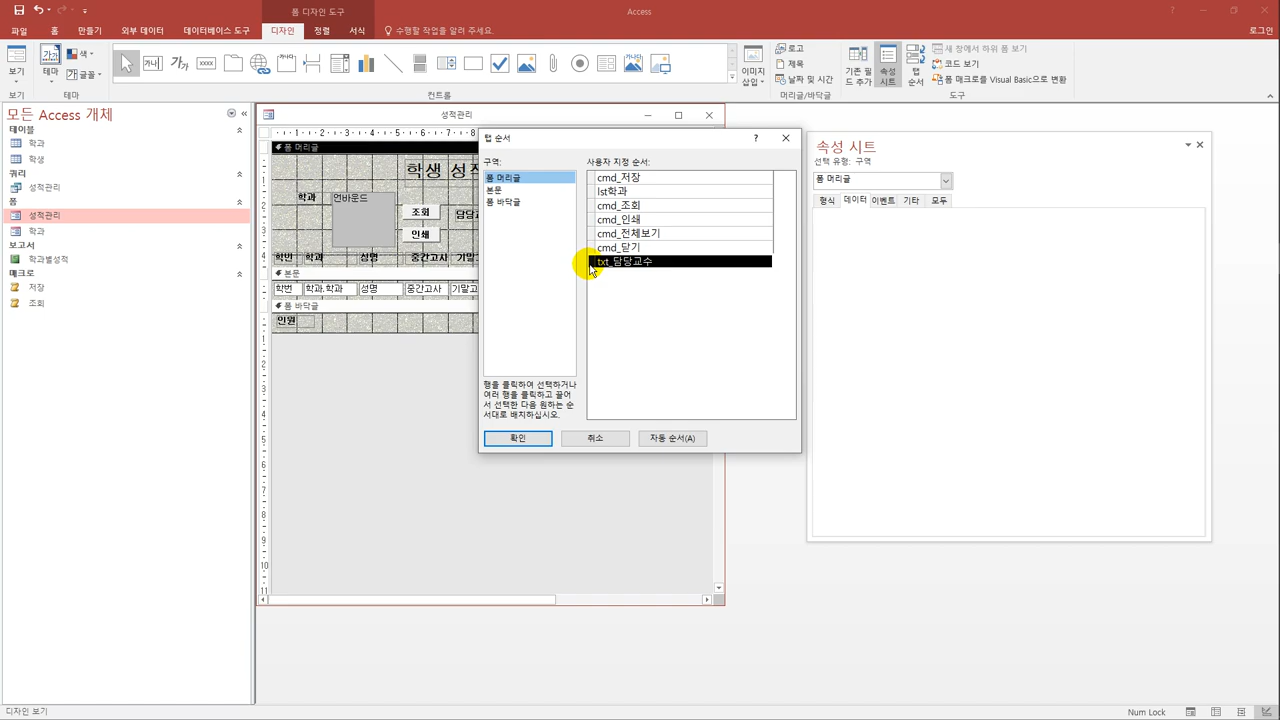 폼 디자인 도구
Access
파일
홈
만들기
외부 데이터
데이터베이스 도구
디자인
정렬
서식
수행할 작업을 알려 주세요.
로그인
보기
테마
색
글꼴
이미지 삽입
로고
제목
날짜 및 시간
기존 필드 추가
속성 시트
탭 순서
새 창에서 하위 폼 보기
코드 보기
폼 매크로를 Visual Basic으로 변환
보기
테마
컨트롤
머리글/바닥글
도구
모든 Access 개체
테이블
학과
학생
쿼리
성적관리
폼
성적관리
학과
보고서
학과별성적
매크로
저장
조회
성적관리
폼 머리글
학생 성적
학과
언바운드
조회
인쇄
담당교
학번 학과 성명 중간고사 기말
본문
학번 학과.학과 성명 중간고사 기말고
폼 바닥글
인원
탭 순서
구역:
폼 머리글
본문
폼 바닥글
사용자 지정 순서:
cmd_저장
lst학과
cmd_조회
cmd_인쇄
cmd_전체보기
cmd_닫기
txt_담당교수
행을 클릭하여 선택하거나
여러 행을 클릭하고 끌어
서 선택한 다음 원하는 순
서대로 배치하십시오.
확인
취소
자동 순서(A)
속성 시트
선택 유형: 구역
폼 머리글
형식 데이터 이벤트 기타 모두
디자인 보기
Num Lock